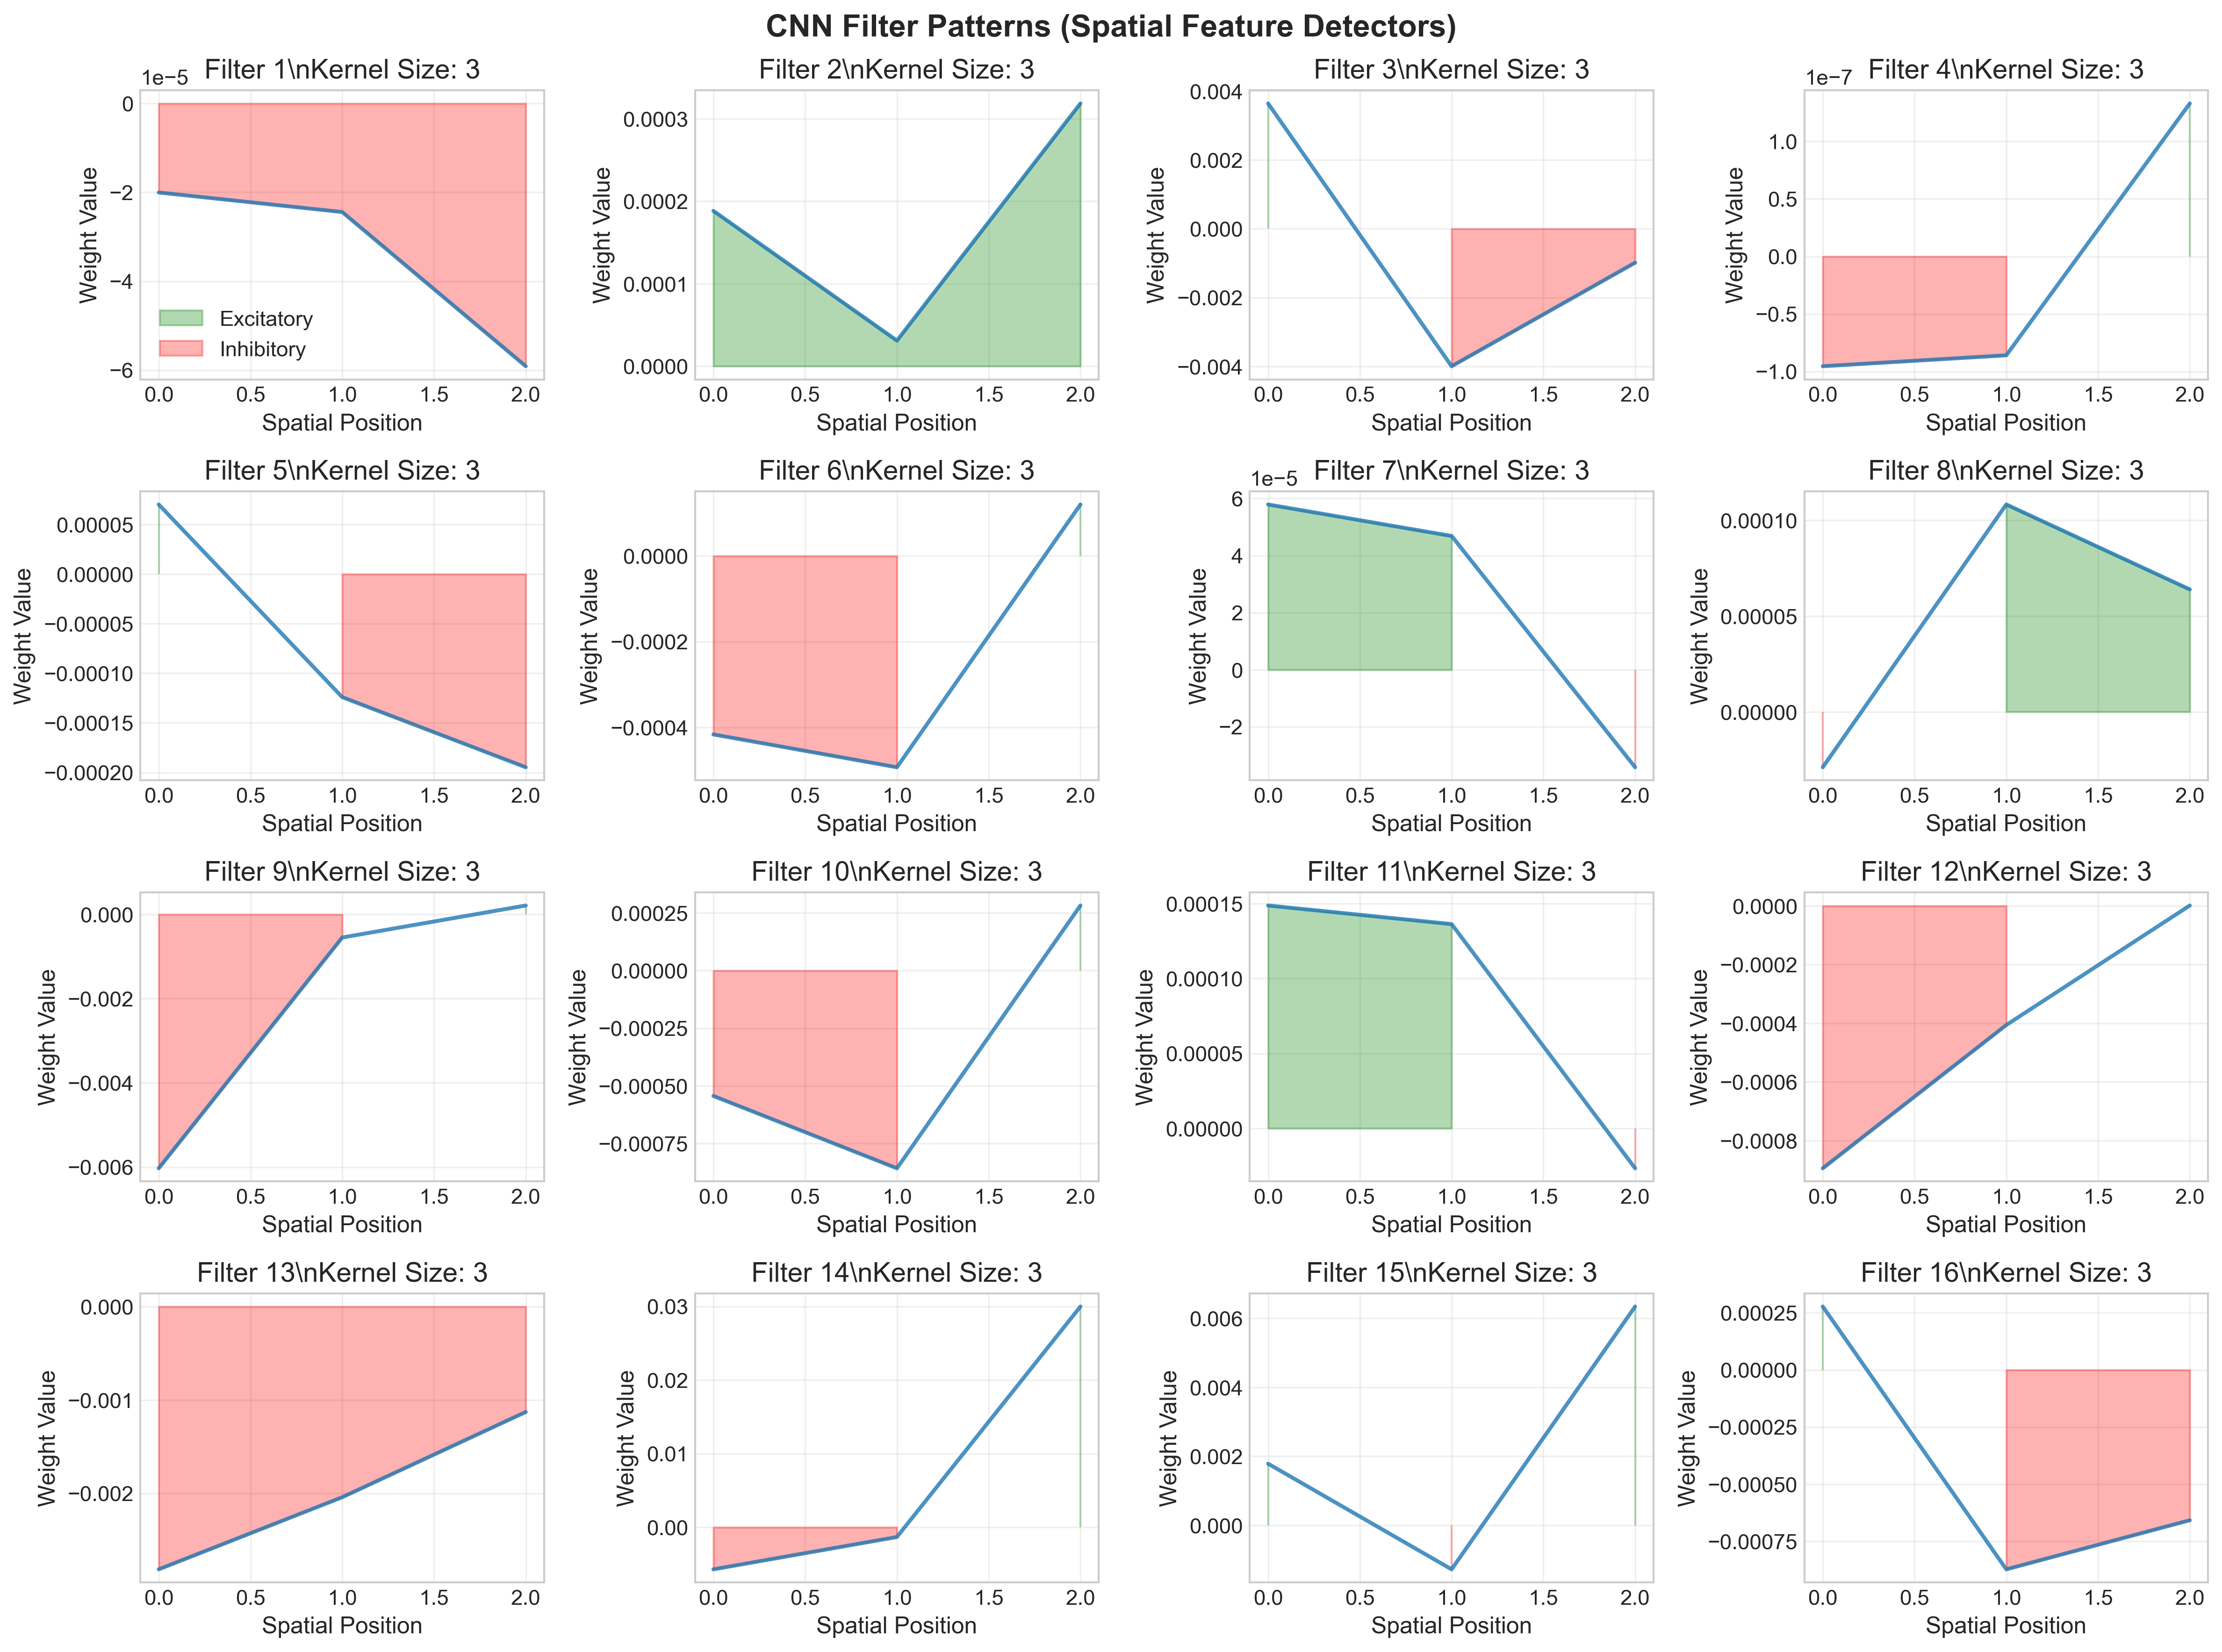 CNN Filter Patterns (Spatial Feature Detectors)
Filter 1\nKernel Size: 3
1e−5
0
−2
−4
−6
Weight Value
Excitatory
Inhibitory
0.0 0.5 1.0 1.5 2.0
Spatial Position
Filter 2\nKernel Size: 3
0.0003
0.0002
0.0001
0.0000
Weight Value
0.0 0.5 1.0 1.5 2.0
Spatial Position
Filter 3\nKernel Size: 3
0.004
0.002
0.000
−0.002
−0.004
Weight Value
0.0 0.5 1.0 1.5 2.0
Spatial Position
Filter 4\nKernel Size: 3
1e−7
1.0
0.5
0.0
−0.5
−1.0
Weight Value
0.0 0.5 1.0 1.5 2.0
Spatial Position
Filter 5\nKernel Size: 3
0.00005
0.00000
−0.00005
−0.00010
−0.00015
−0.00020
Weight Value
0.0 0.5 1.0 1.5 2.0
Spatial Position
Filter 6\nKernel Size: 3
0.0000
−0.0002
−0.0004
Weight Value
0.0 0.5 1.0 1.5 2.0
Spatial Position
Filter 7\nKernel Size: 3
1e−5
6
4
2
0
−2
Weight Value
0.0 0.5 1.0 1.5 2.0
Spatial Position
Filter 8\nKernel Size: 3
0.00010
0.00005
0.00000
Weight Value
0.0 0.5 1.0 1.5 2.0
Spatial Position
Filter 9\nKernel Size: 3
0.000
−0.002
−0.004
−0.006
Weight Value
0.0 0.5 1.0 1.5 2.0
Spatial Position
Filter 10\nKernel Size: 3
0.00025
0.00000
−0.00025
−0.00050
−0.00075
Weight Value
0.0 0.5 1.0 1.5 2.0
Spatial Position
Filter 11\nKernel Size: 3
0.00015
0.00010
0.00005
0.00000
Weight Value
0.0 0.5 1.0 1.5 2.0
Spatial Position
Filter 12\nKernel Size: 3
0.0000
−0.0002
−0.0004
−0.0006
−0.0008
Weight Value
0.0 0.5 1.0 1.5 2.0
Spatial Position
Filter 13\nKernel Size: 3
0.000
−0.001
−0.002
Weight Value
0.0 0.5 1.0 1.5 2.0
Spatial Position
Filter 14\nKernel Size: 3
0.03
0.02
0.01
0.00
Weight Value
0.0 0.5 1.0 1.5 2.0
Spatial Position
Filter 15\nKernel Size: 3
0.006
0.004
0.002
0.000
Weight Value
0.0 0.5 1.0 1.5 2.0
Spatial Position
Filter 16\nKernel Size: 3
0.00025
0.00000
−0.00025
−0.00050
−0.00075
Weight Value
0.0 0.5 1.0 1.5 2.0
Spatial Position